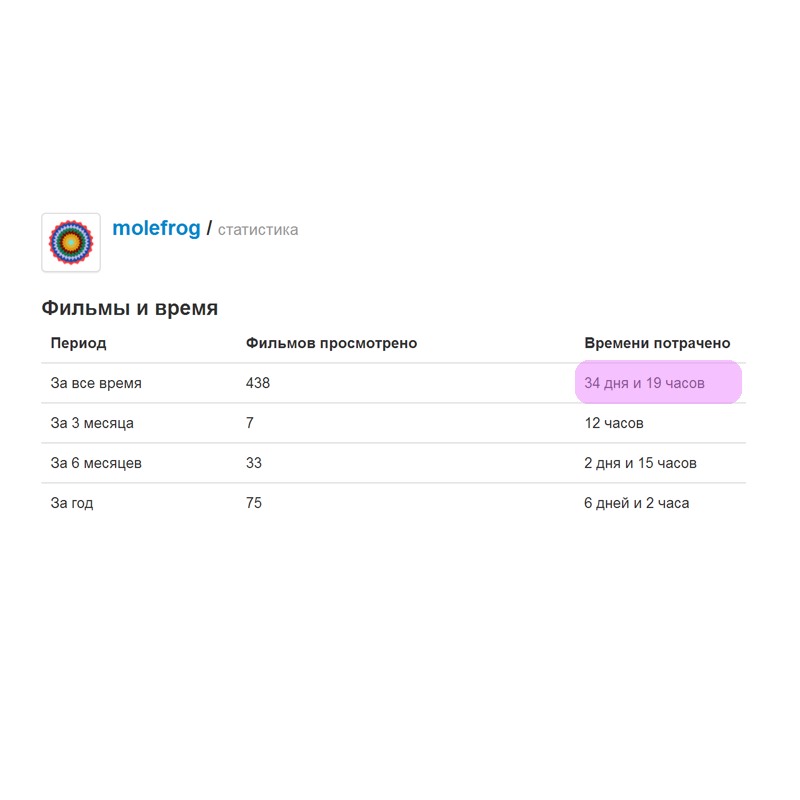 molefrog / статистика
Фильмы и время
Период Фильмов просмотрено Времени потрачено
За все время 438 34 дня и 19 часов
За 3 месяца 7 12 часов
За 6 месяцев 33 2 дня и 15 часов
За год 75 6 дней и 2 часа